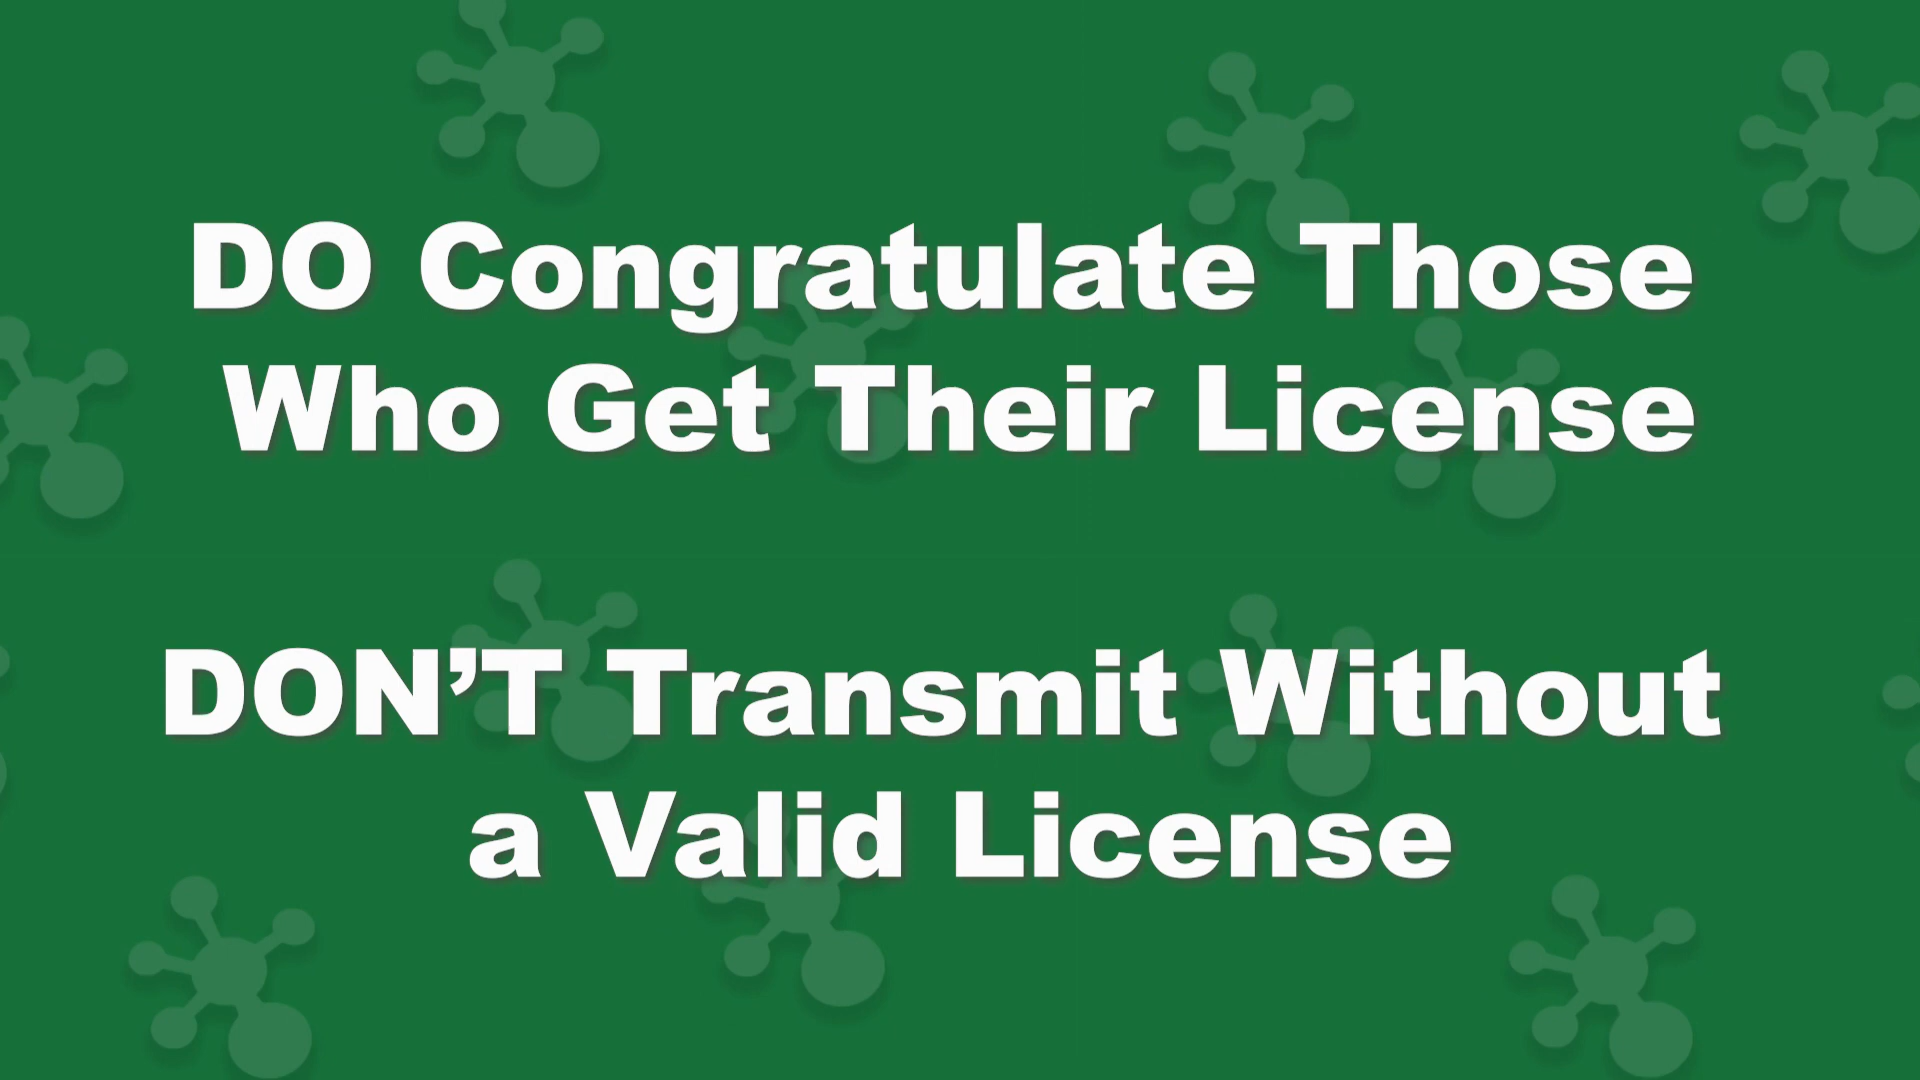 DO Congratulate Those
Who Get Their License
DON’T Transmit Without
a Valid License